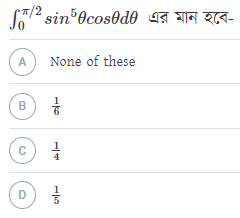 ∫₀^{π/2} sin⁵θcosθdθ এর মান হবে-
A None of these
B 1/6
C 1/4
D 1/5